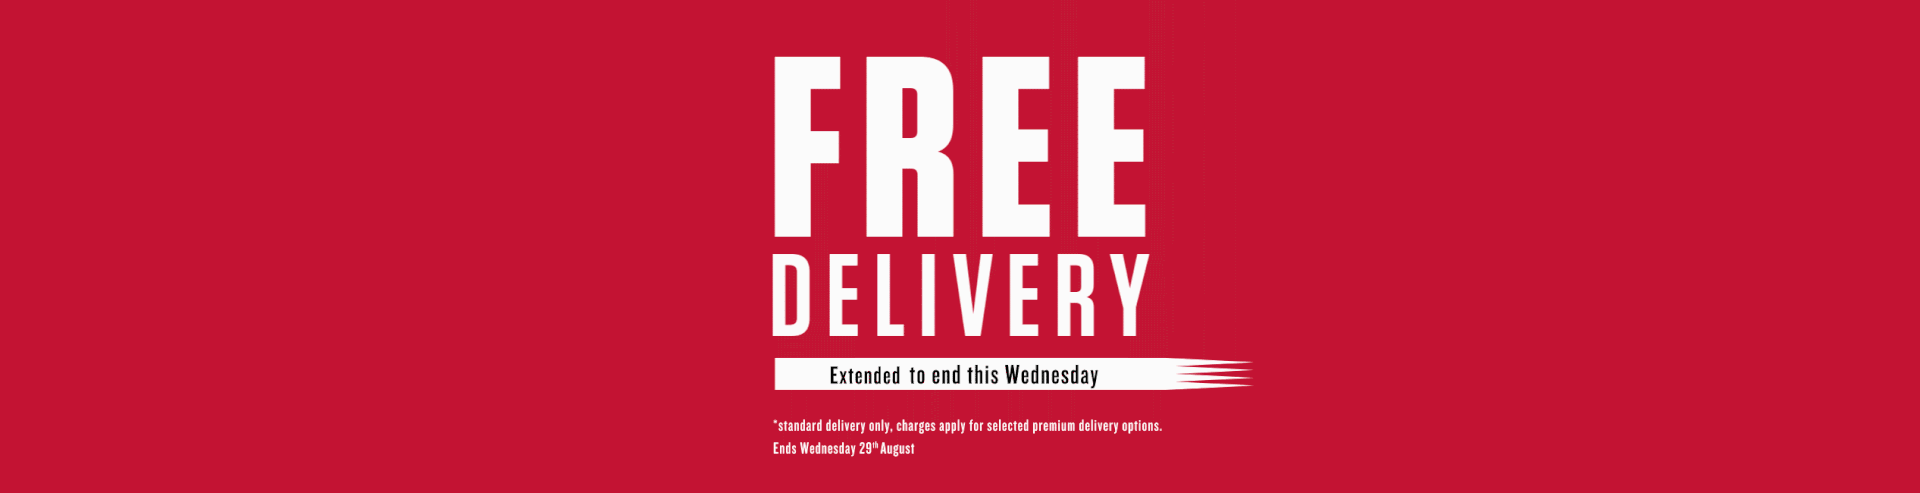 FREE
DELIVERY
Extended to end this Wednesday
*standard delivery only, charges apply for selected premium delivery options.
Ends Wednesday 29th August